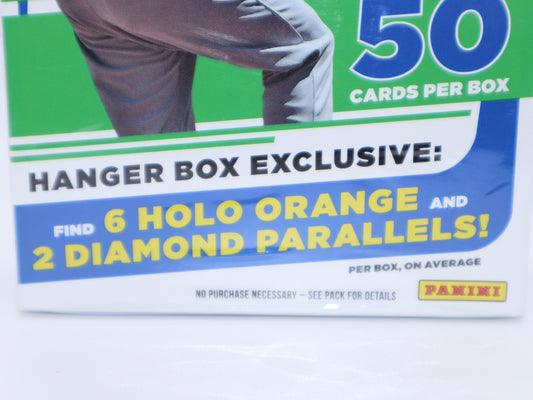 50
CARDS PER BOX
HANGER BOX EXCLUSIVE:
FIND 6 HOLO ORANGE AND
2 DIAMOND PARALLELS!
PER BOX, ON AVERAGE
NO PURCHASE NECESSARY – SEE PACK FOR DETAILS
PANINI